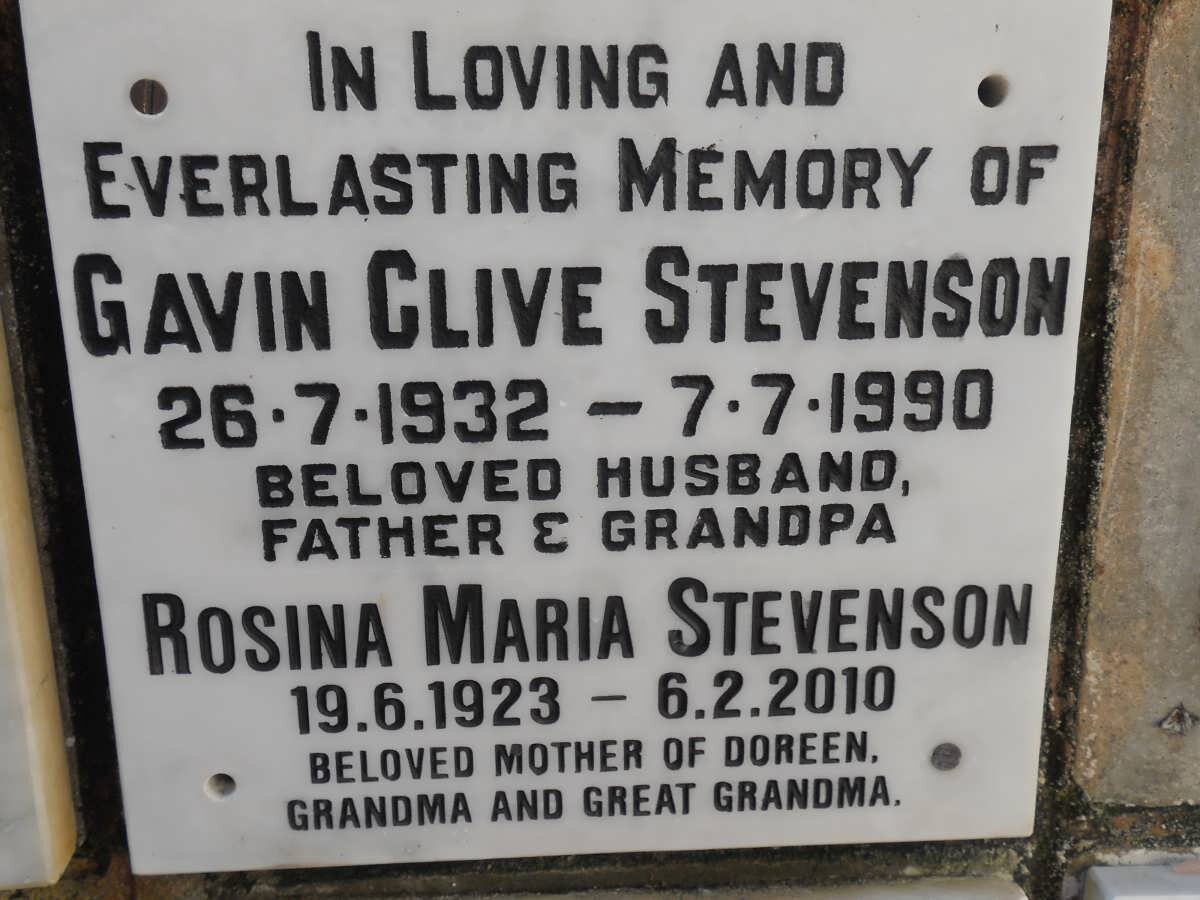 IN LOVING AND
EVERLASTING MEMORY OF
GAVIN CLIVE STEVENSON
26·7·1932 – 7·7·1990
BELOVED HUSBAND,
FATHER & GRANDPA
ROSINA MARIA STEVENSON
19.6.1923 – 6.2.2010
BELOVED MOTHER OF DOREEN.
GRANDMA AND GREAT GRANDMA.